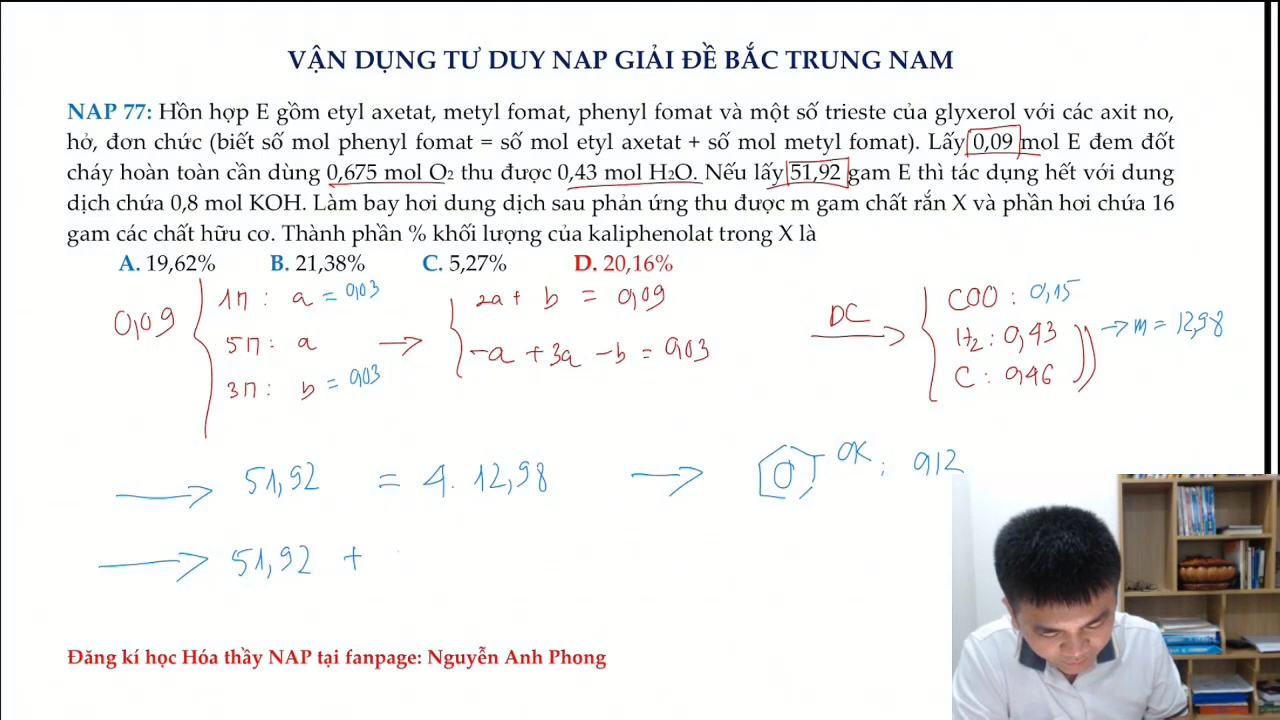 VẬN DỤNG TƯ DUY NAP GIẢI ĐỀ BẮC TRUNG NAM
NAP 77: Hỗn hợp E gồm etyl axetat, metyl fomat, phenyl fomat và một số trieste của glyxerol với các axit no,
hở, đơn chức (biết số mol phenyl fomat = số mol etyl axetat + số mol metyl fomat). Lấy 0,09 mol E đem đốt
cháy hoàn toàn cần dùng 0,675 mol O₂ thu được 0,43 mol H₂O. Nếu lấy 51,92 gam E thì tác dụng hết với dung
dịch chứa 0,8 mol KOH. Làm bay hơi dung dịch sau phản ứng thu được m gam chất rắn X và phần hơi chứa 16
gam các chất hữu cơ. Thành phần % khối lượng của kaliphenolat trong X là
A. 19,62% B. 21,38% C. 5,27% D. 20,16%
0,09 1π: a = 0,03 2a + b = 0,09 COO: 0,15
5π: a → -a + 3a - b = 0,03 ĐC H₂: 0,43 → m = 12,98
3π: b = 0,03 C: 0,46
→ 51,92 = 4. 12,98 → OK: 0,12
→ 51,92 +
Đăng kí học Hóa thầy NAP tại fanpage: Nguyễn Anh Phong